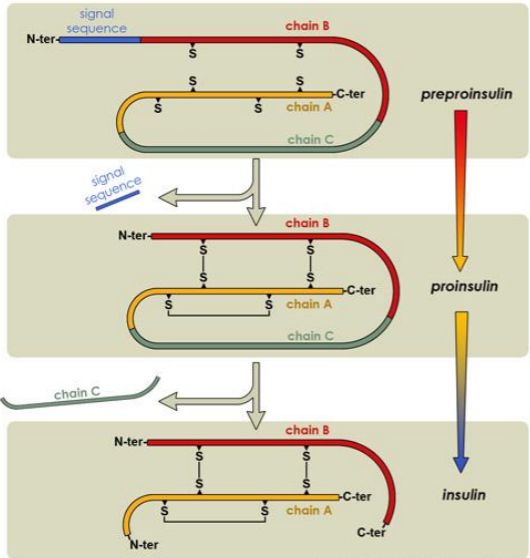 signal
sequence
chain B
N-ter
S
S
S
S
C-ter
S
S
chain A
preproinsulin
chain C
signal
sequence
chain B
N-ter
S
S
S
S
C-ter
S
S
chain A
proinsulin
chain C
chain C
chain B
N-ter
S
S
S
S
C-ter
S
S
chain A
insulin
C-ter
N-ter